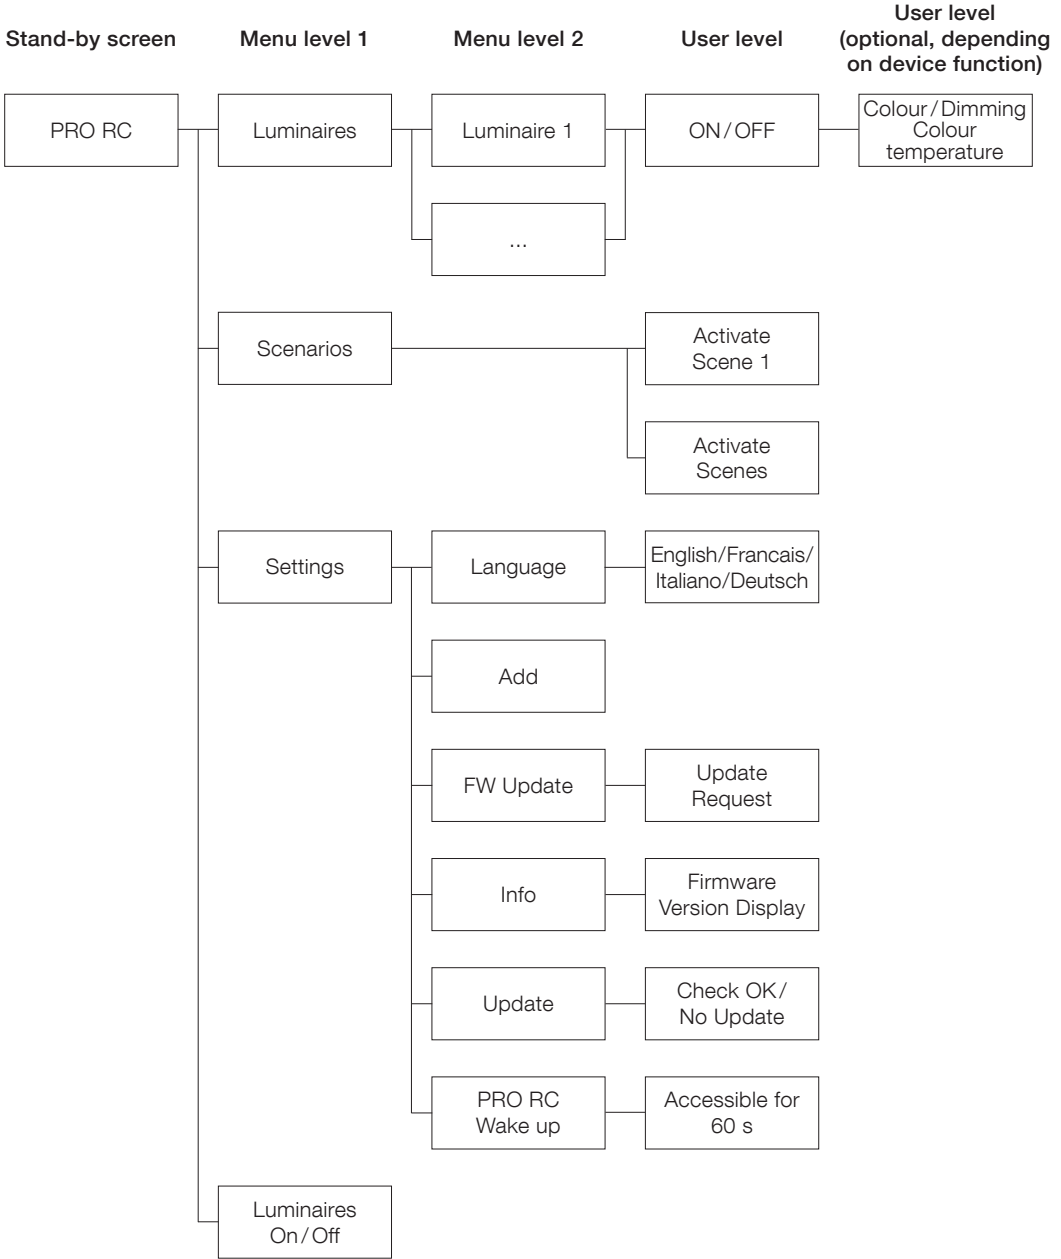 Stand-by screen
Menu level 1
Menu level 2
User level
User level
(optional, depending
on device function)
PRO RC
Luminaires
Luminaire 1
ON/OFF
Colour/Dimming
Colour
temperature
...
Scenarios
Activate
Scene 1
Activate
Scenes
Settings
Language
English/Francais/
Italiano/Deutsch
Add
FW Update
Update
Request
Info
Firmware
Version Display
Update
Check OK/
No Update
PRO RC
Wake up
Accessible for
60 s
Luminaires
On/Off